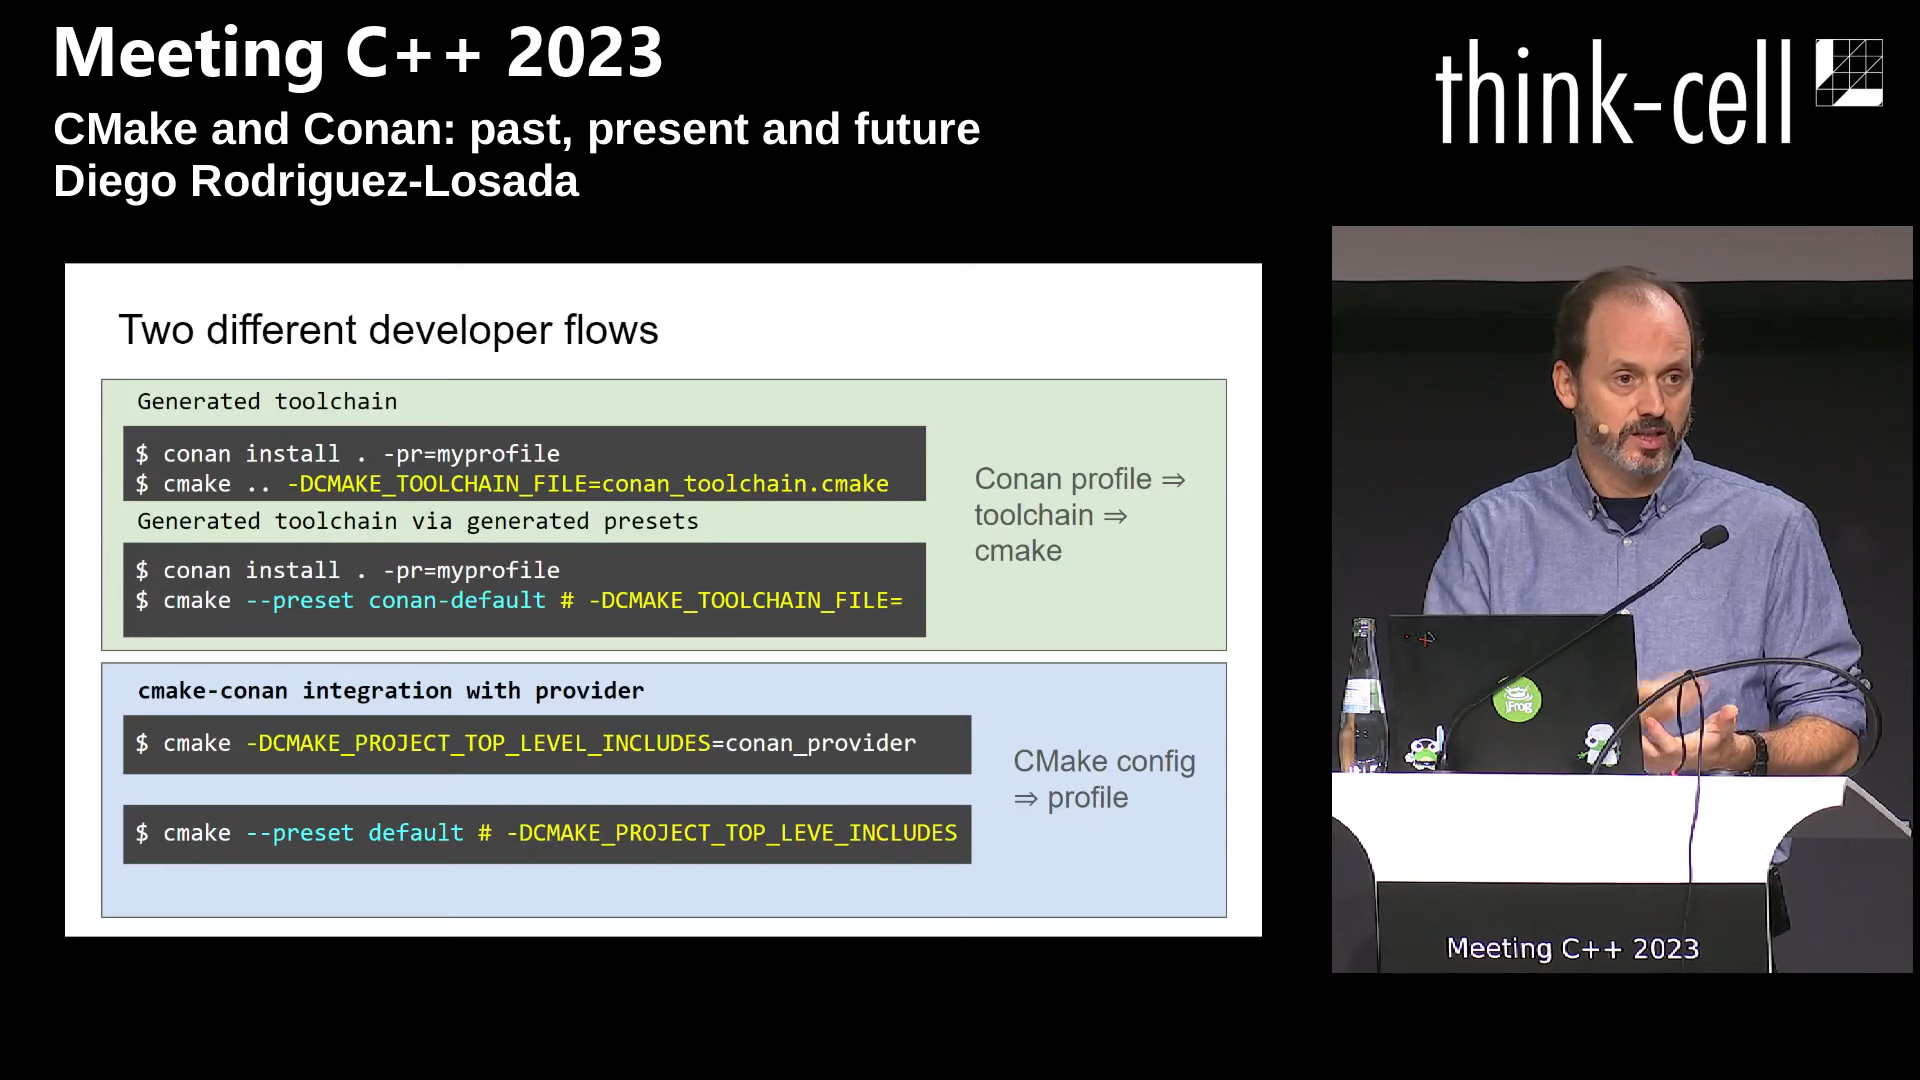 Meeting C++ 2023
CMake and Conan: past, present and future
Diego Rodriguez-Losada
think-cell
Two different developer flows
Generated toolchain
$ conan install . -pr=myprofile
$ cmake .. -DCMAKE_TOOLCHAIN_FILE=conan_toolchain.cmake
Generated toolchain via generated presets
$ conan install . -pr=myprofile
$ cmake --preset conan-default # -DCMAKE_TOOLCHAIN_FILE=
Conan profile ⇒
toolchain ⇒
cmake
cmake-conan integration with provider
$ cmake -DCMAKE_PROJECT_TOP_LEVEL_INCLUDES=conan_provider
$ cmake --preset default # -DCMAKE_PROJECT_TOP_LEVE_INCLUDES
CMake config
⇒ profile
jFrog
Meeting C++ 2023